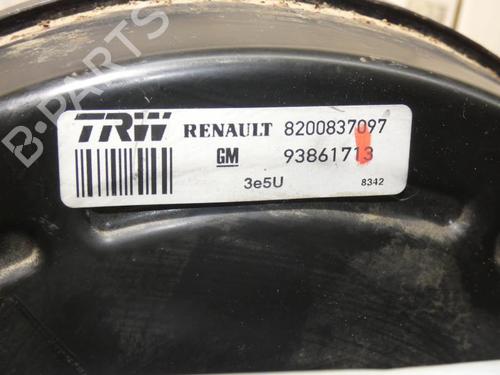 B-PARTS
TRW RENAULT 8200837097
GM 93861713
3e5U 8342